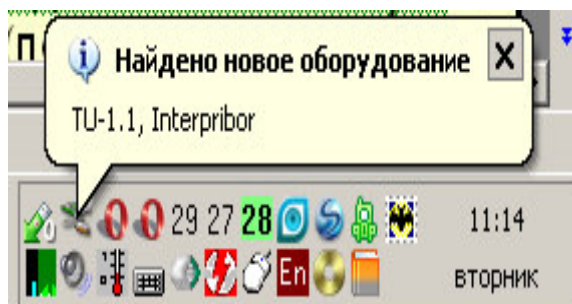 Найдено новое оборудование
TU-1.1, Interpribor
29 27 28 11:14
En вторник